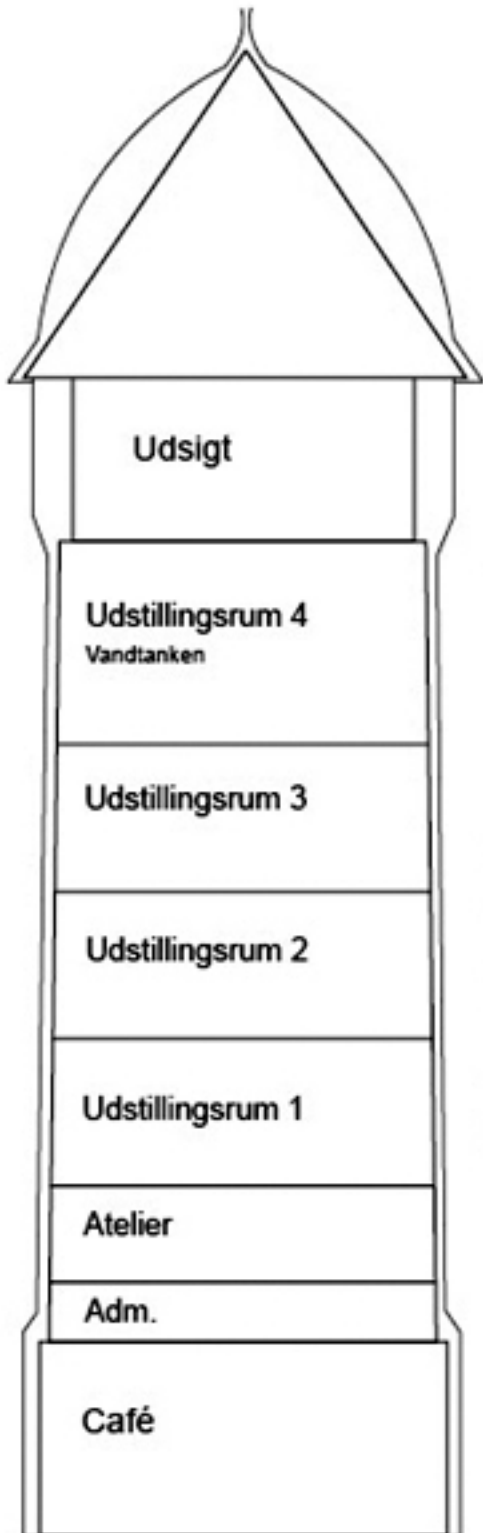 Udsigt
Udstillingsrum 4
Vandtanken
Udstillingsrum 3
Udstillingsrum 2
Udstillingsrum 1
Atelier
Adm.
Café